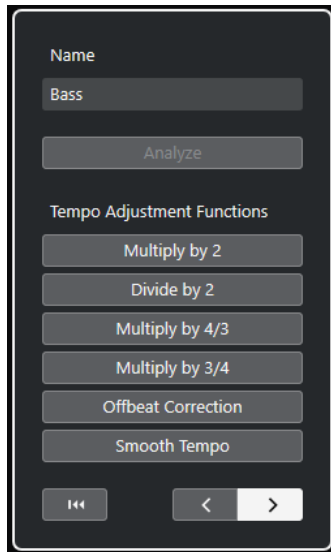 Name
Bass
Analyze
Tempo Adjustment Functions
Multiply by 2
Divide by 2
Multiply by 4/3
Multiply by 3/4
Offbeat Correction
Smooth Tempo